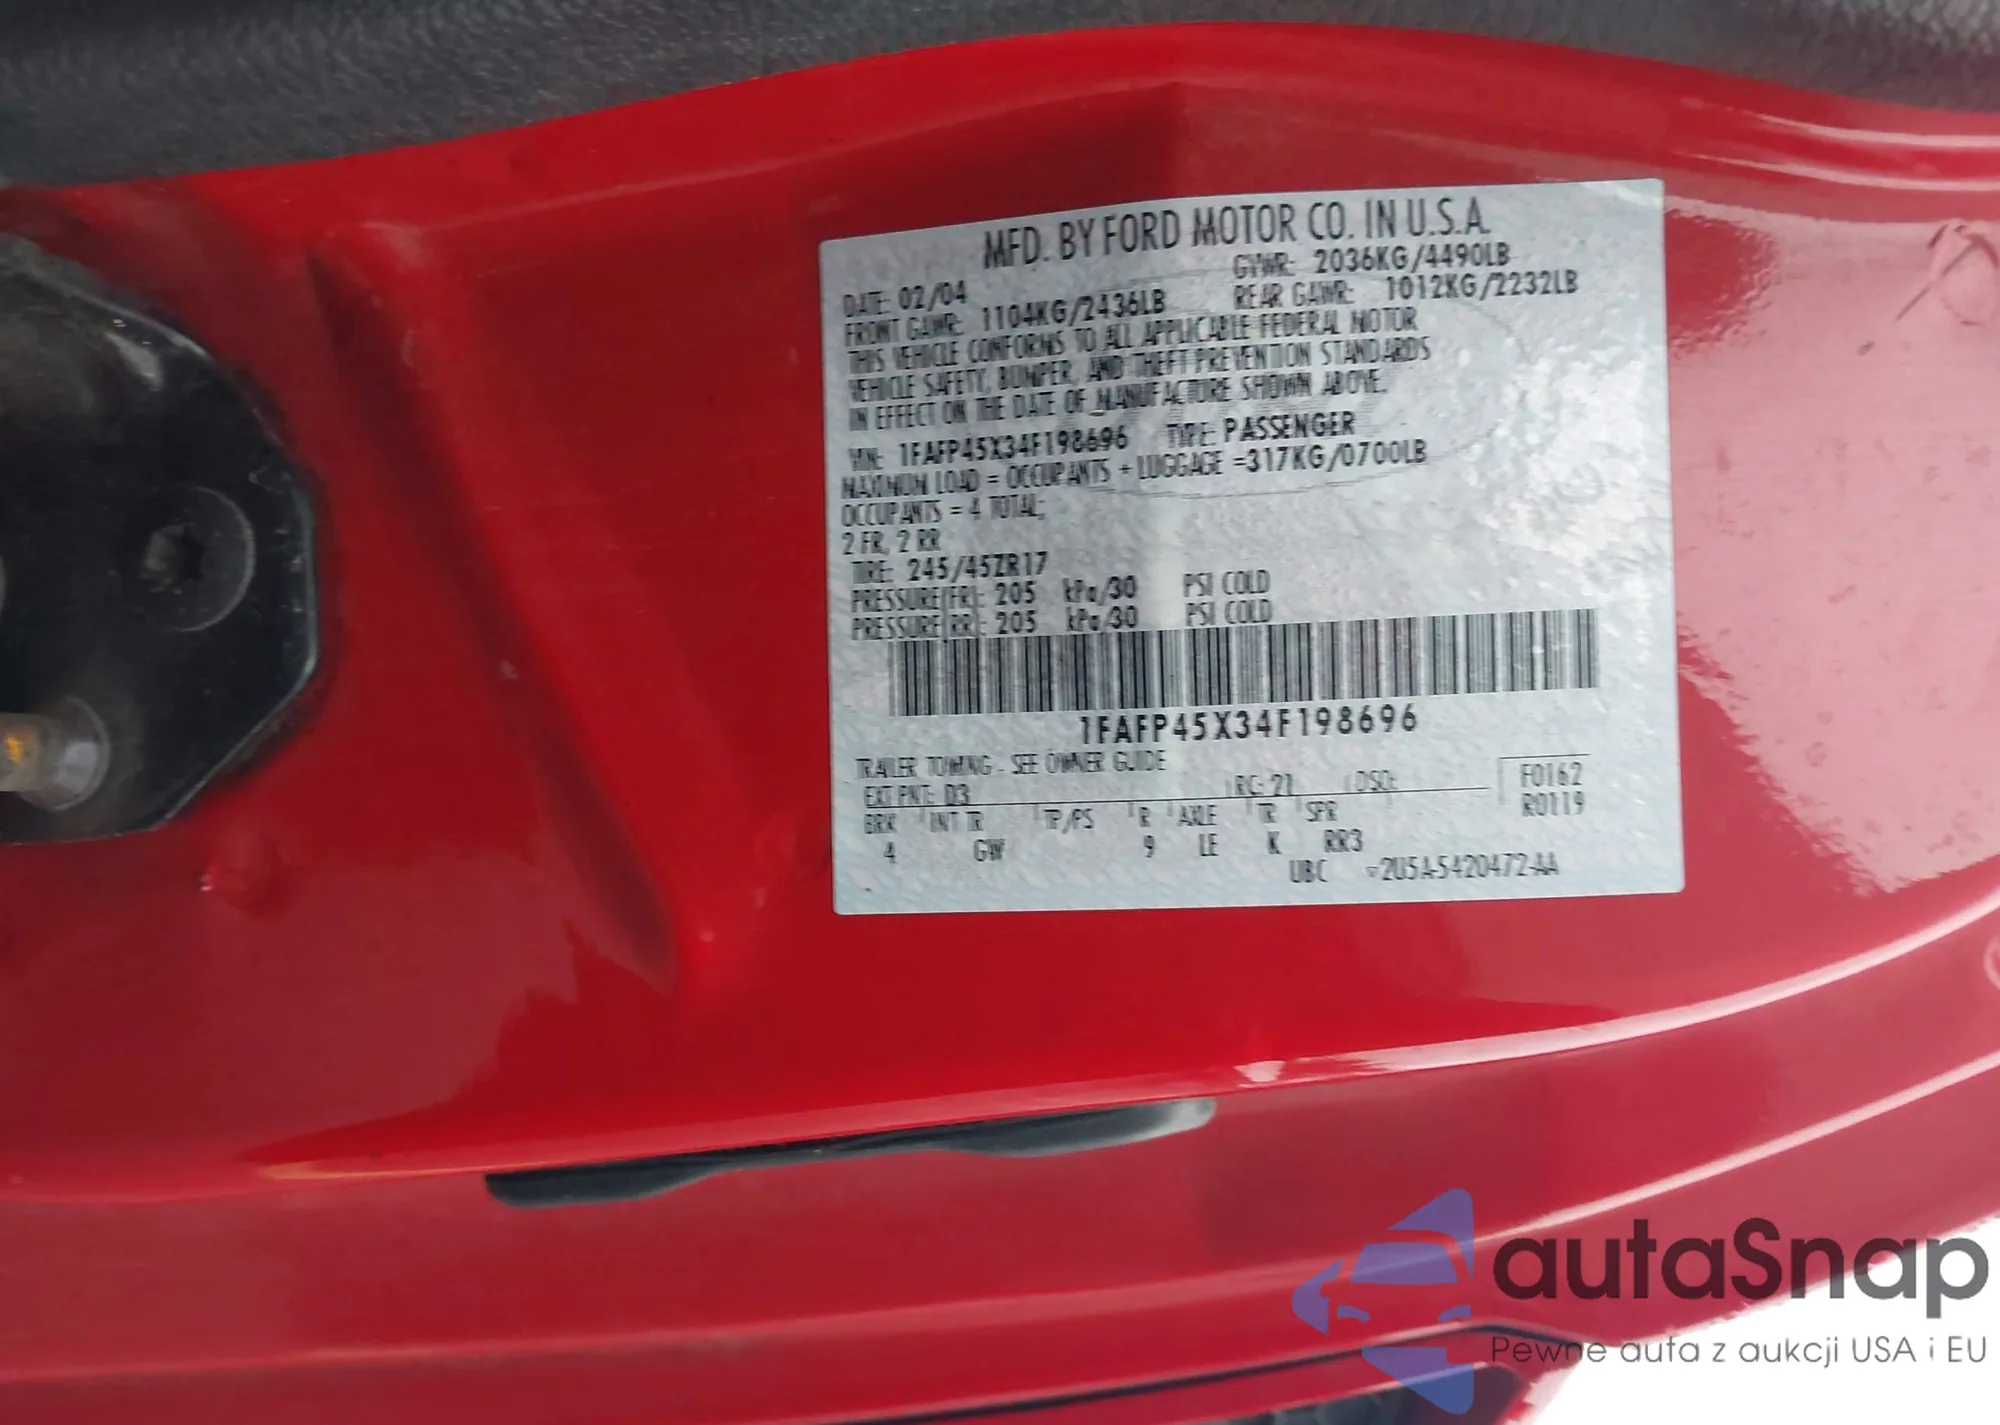 MFD. BY FORD MOTOR CO. IN U.S.A.
DATE: 02/04 GVWR: 2036KG/4490LB
FRONT GAWR: 1104KG/2436LB REAR GAWR: 1012KG/2232LB
THIS VEHICLE CONFORMS TO ALL APPLICABLE FEDERAL MOTOR
VEHICLE SAFETY, BUMPER, AND THEFT PREVENTION STANDARDS
IN EFFECT ON THE DATE OF MANUFACTURE SHOWN ABOVE.
VIN: 1FAFP45X34F198696 TYPE: PASSENGER
MAXIMUM LOAD = OCCUPANTS + LUGGAGE =317KG/0700LB
OCCUPANTS = 4 TOTAL;
2 FR, 2 RR
TIRE: 245/45ZR17
PRESSURE(FR): 205 kPa/30 PSI COLD
PRESSURE(RR): 205 kPa/30 PSI COLD
1FAFP45X34F198696
TRAILER TOWING - SEE OWNER GUIDE
EXT PNT: D3 RC: 21 DSO: F0162
BRK INT TR TP/PS R AXLE TR SPR R0119
4 GW 9 LE K RR3
UBC 2U5A-5420472-AA
autaSnap
Pewne auta z aukcji USA i EU